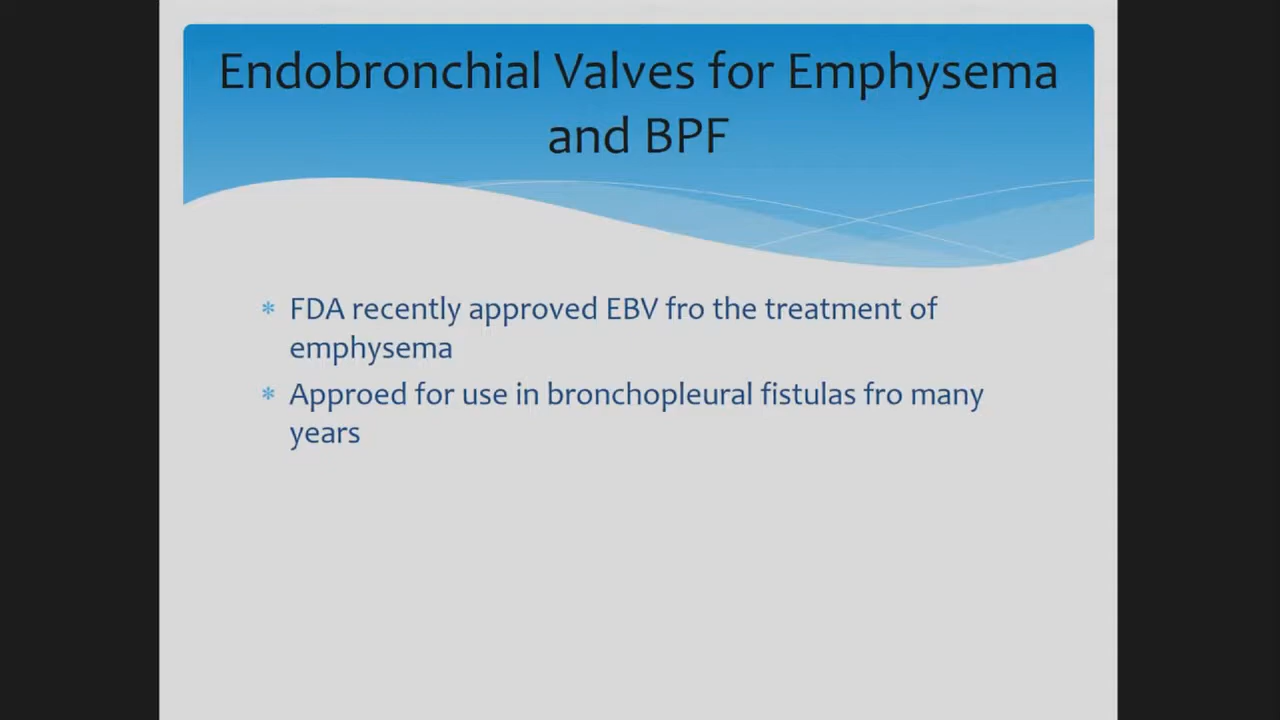 Endobronchial Valves for Emphysema
and BPF
* FDA recently approved EBV fro the treatment of
emphysema
* Approed for use in bronchopleural fistulas fro many
years